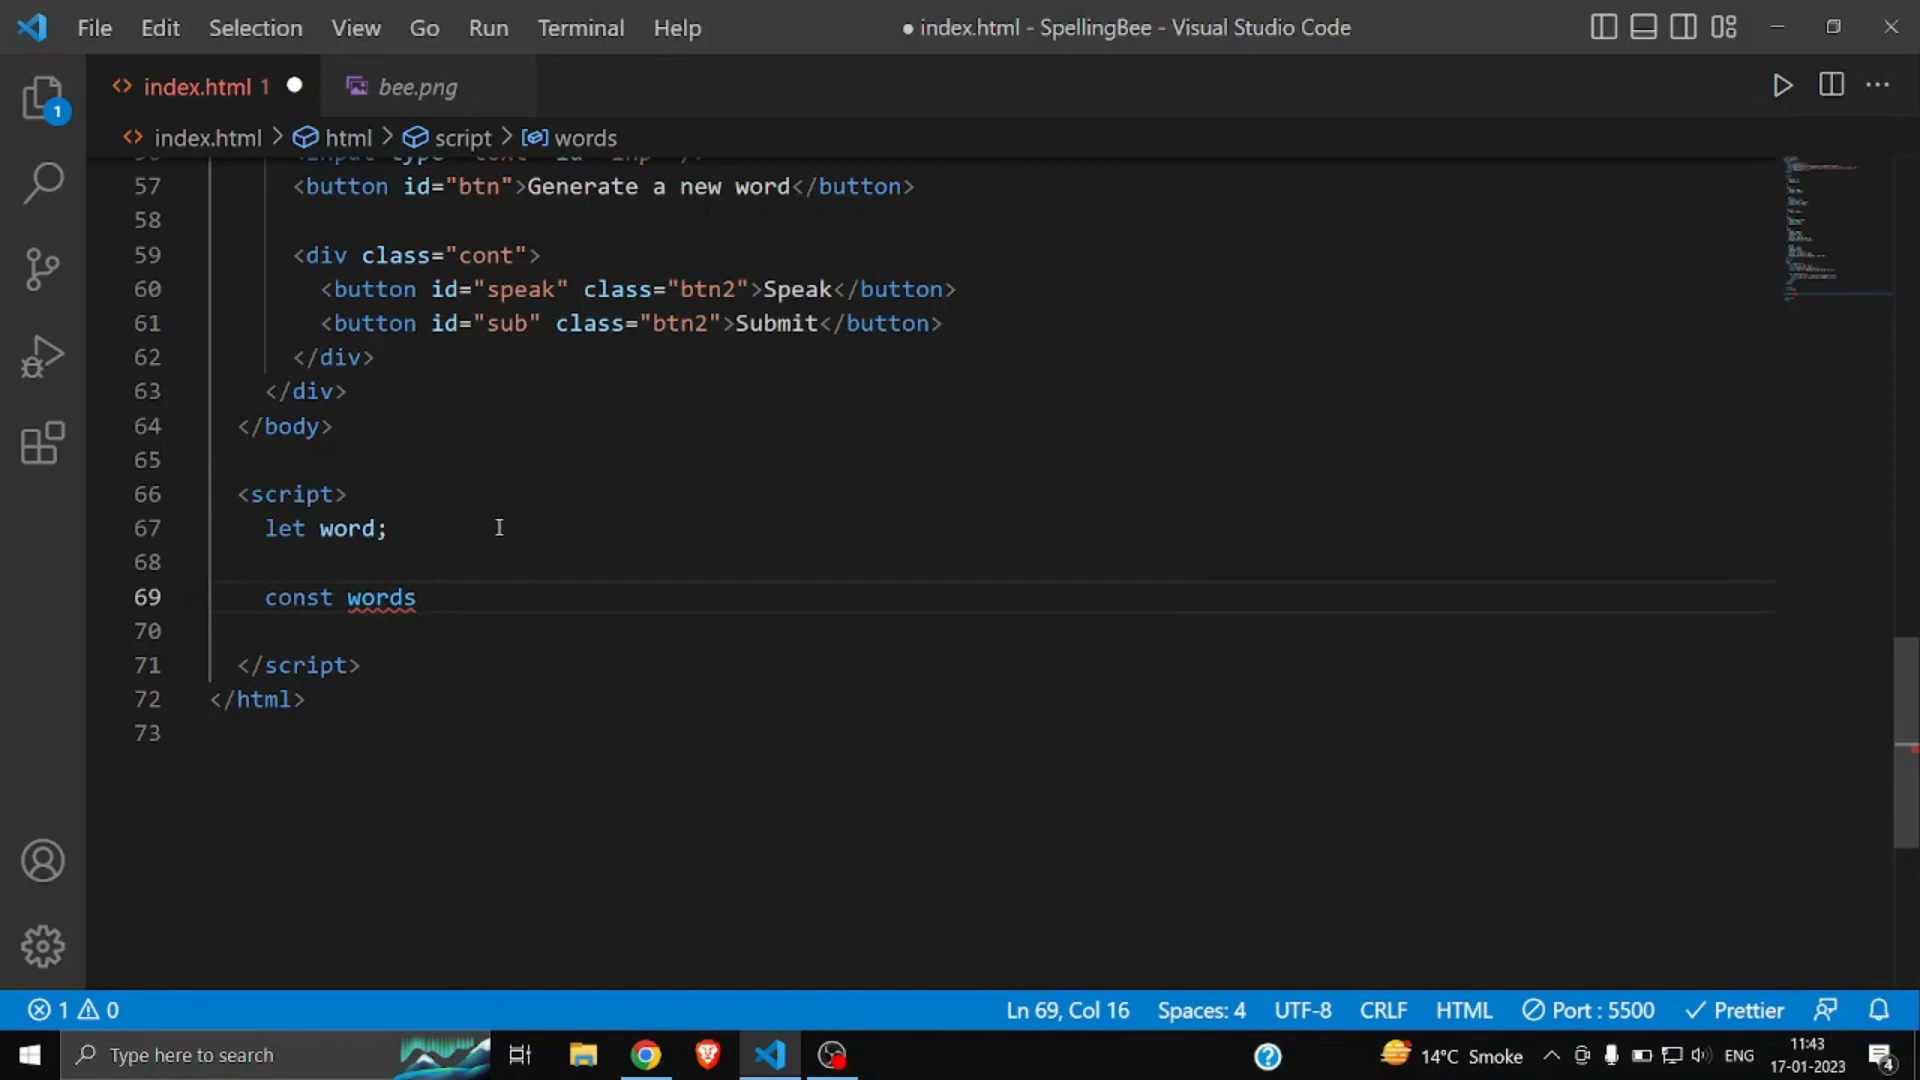 File Edit Selection View Go Run Terminal Help ● index.html - SpellingBee - Visual Studio Code
index.html 1 ● bee.png
index.html > html > script > words
57 <button id="btn">Generate a new word</button>
58
59 <div class="cont">
60 <button id="speak" class="btn2">Speak</button>
61 <button id="sub" class="btn2">Submit</button>
62 </div>
63 </div>
64 </body>
65
66 <script>
67 let word;
68
69 const words
70
71 </script>
72 </html>
73
1
1 0 Ln 69, Col 16 Spaces: 4 UTF-8 CRLF HTML Port : 5500 Prettier
Type here to search 14°C Smoke ENG 11:43
17-01-2023 4